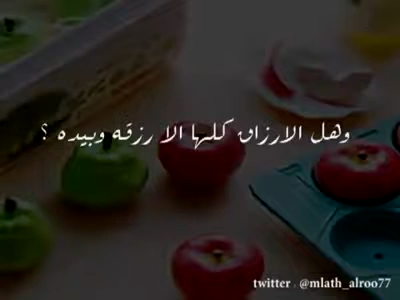 وهل الارزاق كلها الا رزقه وبيده ؟
twitter : @mlath_alroo77